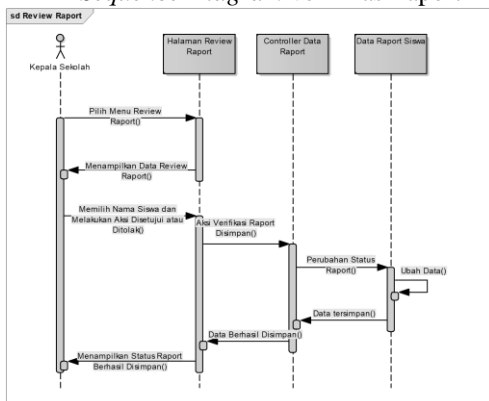 sd Review Raport
Kepala Sekolah
Halaman Review
Raport
Controller Data
Raport
Data Raport Siswa
Pilih Menu Review
Raport()
Menampilkan Data Review
Raport()
Memilih Nama Siswa dan
Melakukan Aksi Disetujui atau
Ditolak()
Aksi Verifikasi Raport
Disimpan()
Perubahan Status
Raport()
Ubah Data()
Data tersimpan()
Data Berhasil Disimpan()
Menampilkan Status Raport
Berhasil Disimpan()